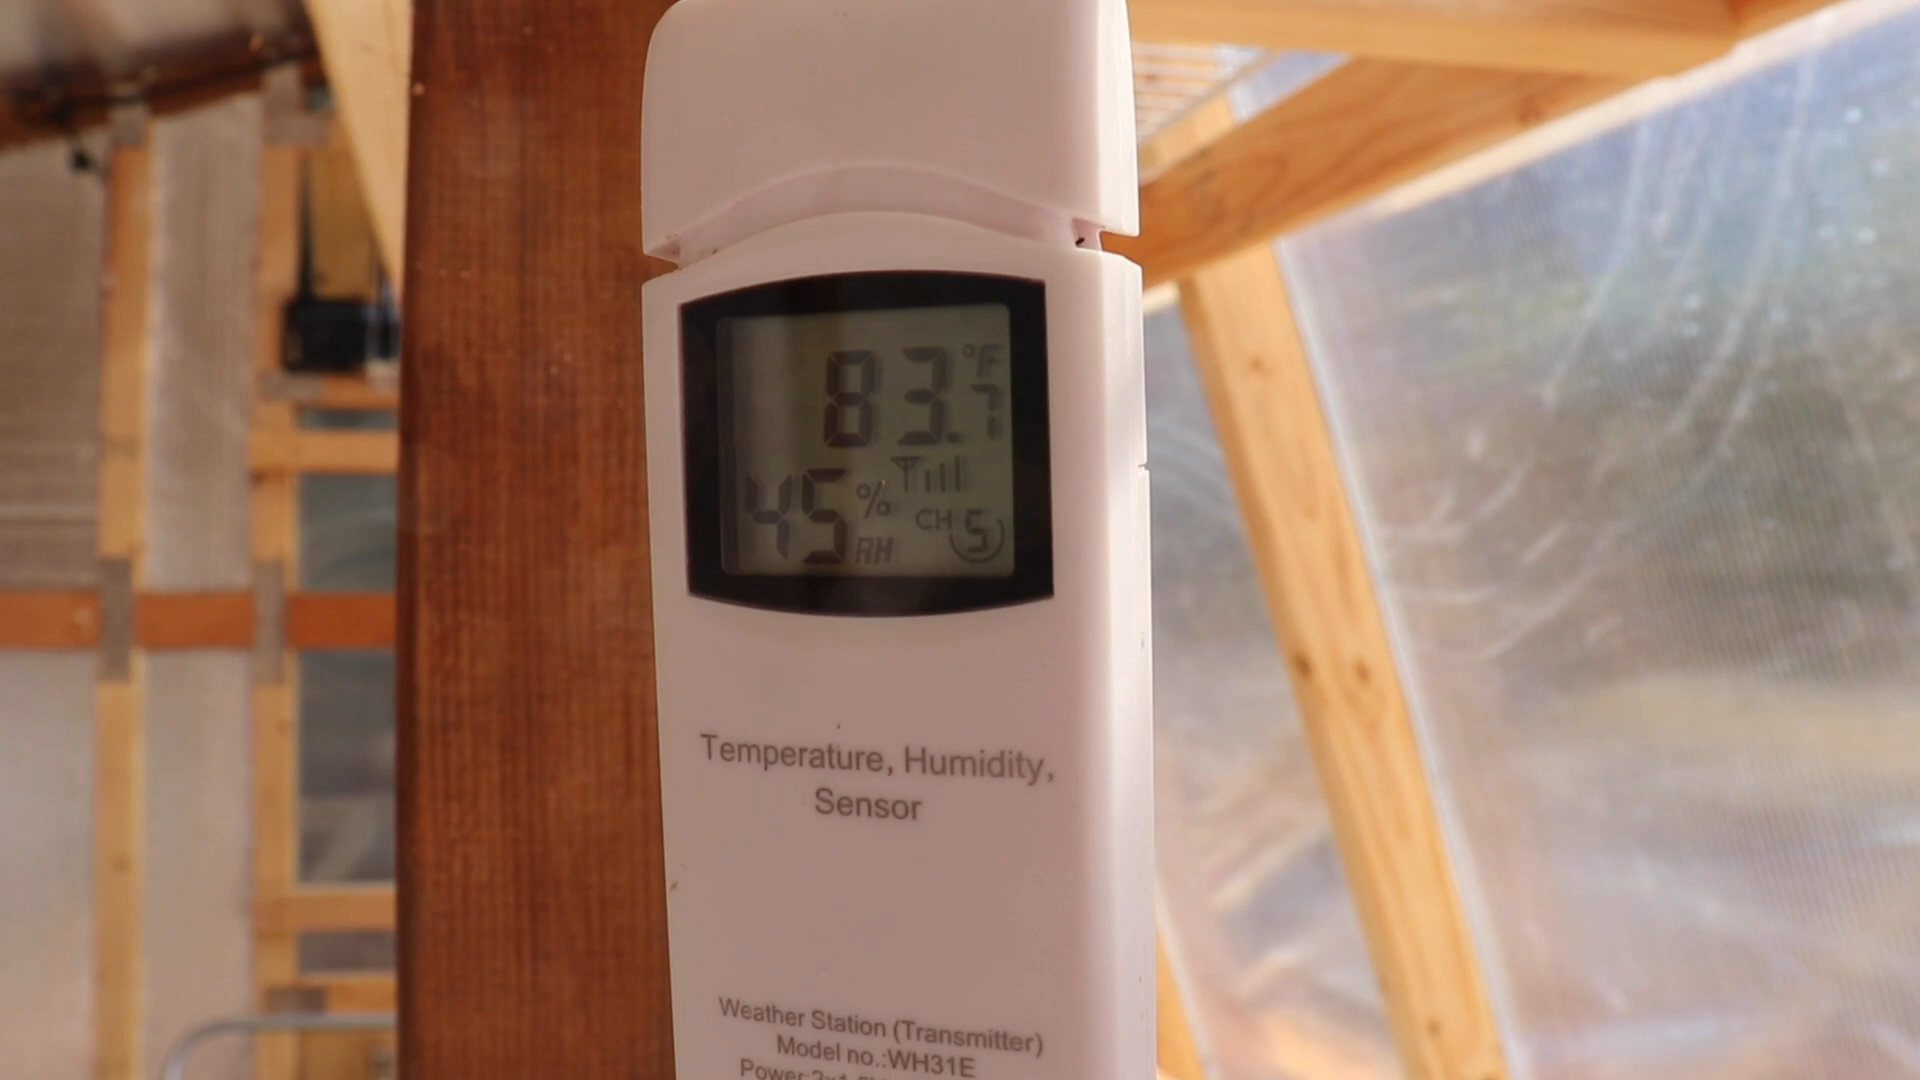 83.7 °F
45 % RH CH 5
Temperature, Humidity,
Sensor
Weather Station (Transmitter)
Model no.:WH31E